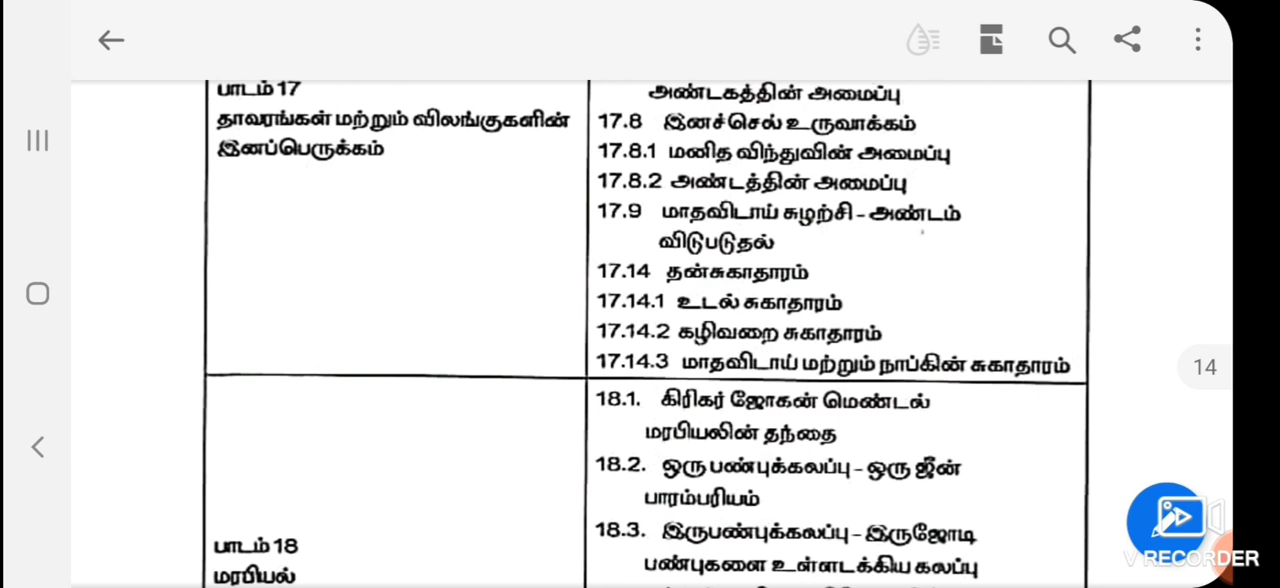 பாடம் 17
தாவரங்கள் மற்றும் விலங்குகளின்
இனப்பெருக்கம்
அண்டகத்தின் அமைப்பு
17.8 இனச்செல் உருவாக்கம்
17.8.1 மனித விந்துவின் அமைப்பு
17.8.2 அண்டத்தின் அமைப்பு
17.9 மாதவிடாய் சுழற்சி - அண்டம்
விடுபடுதல்
17.14 தன்சுகாதாரம்
17.14.1 உடல் சுகாதாரம்
17.14.2 கழிவறை சுகாதாரம்
17.14.3 மாதவிடாய் மற்றும் நாப்கின் சுகாதாரம்
14
பாடம் 18
மரபியல்
18.1. கிரிகர் ஜோகன் மெண்டல்
மரபியலின் தந்தை
18.2. ஒரு பண்புக்கலப்பு - ஒரு ஜீன்
பாரம்பரியம்
18.3. இருபண்புக்கலப்பு - இருஜோடி
பண்புகளை உள்ளடக்கிய கலப்பு
V RECORDER